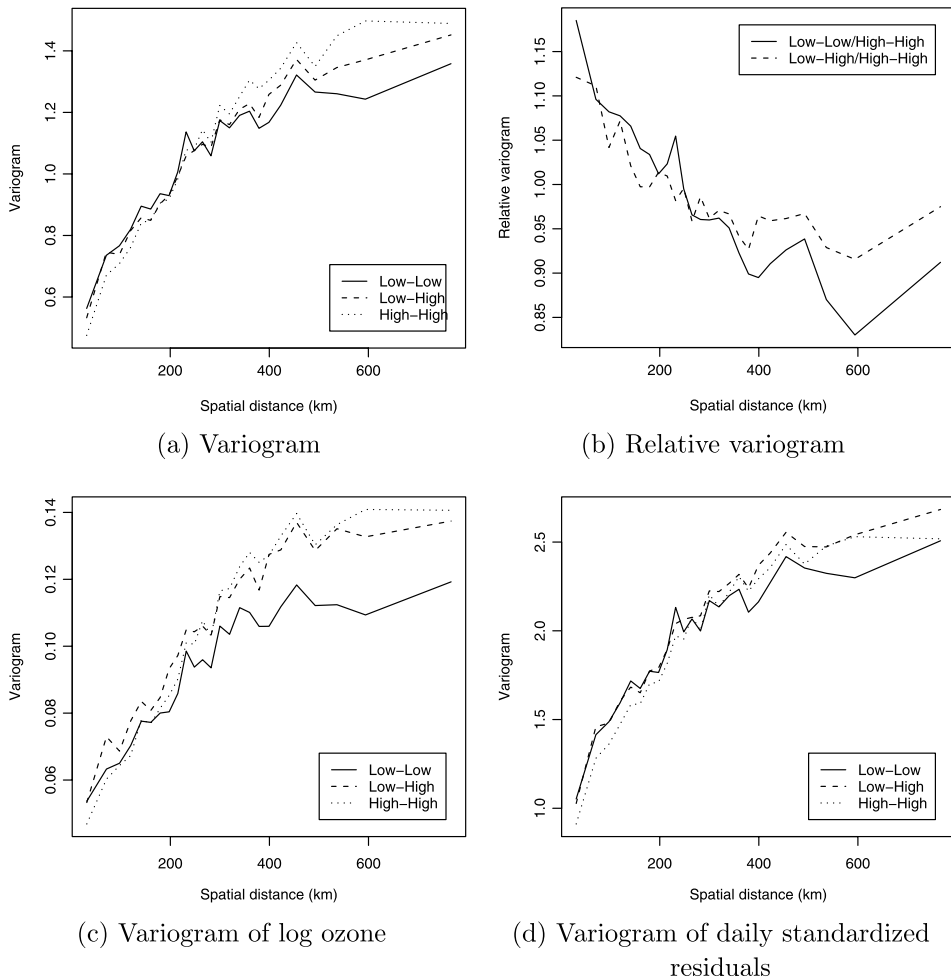 1.4
1.2
1.0
0.8
0.6
Variogram
Low–Low
Low–High
High–High
200 400 600
Spatial distance (km)
(a) Variogram
1.15
1.10
1.05
1.00
0.95
0.90
0.85
Relative variogram
Low–Low/High–High
Low–High/High–High
200 400 600
Spatial distance (km)
(b) Relative variogram
0.14
0.12
0.10
0.08
0.06
Variogram
Low–Low
Low–High
High–High
200 400 600
Spatial distance (km)
(c) Variogram of log ozone
2.5
2.0
1.5
1.0
Variogram
Low–Low
Low–High
High–High
200 400 600
Spatial distance (km)
(d) Variogram of daily standardized
residuals